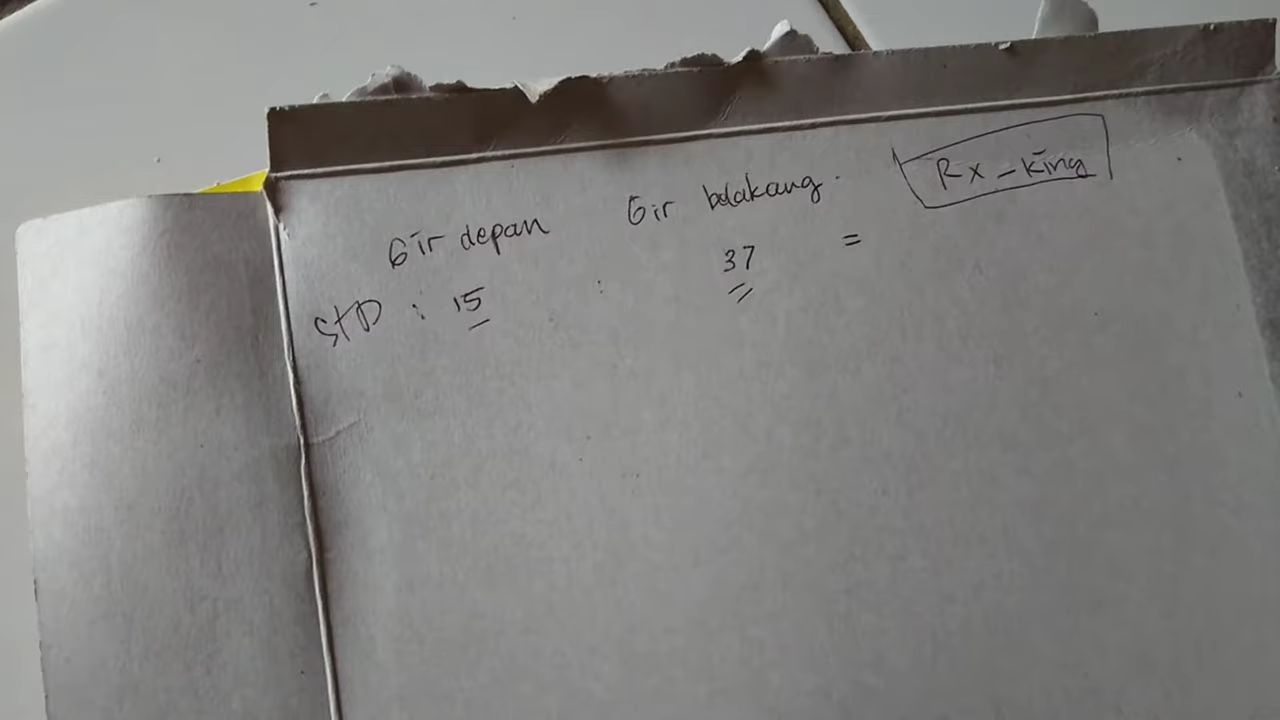 Rx-King
Gir depan Gir belakang.
STD : 15 : 37 =